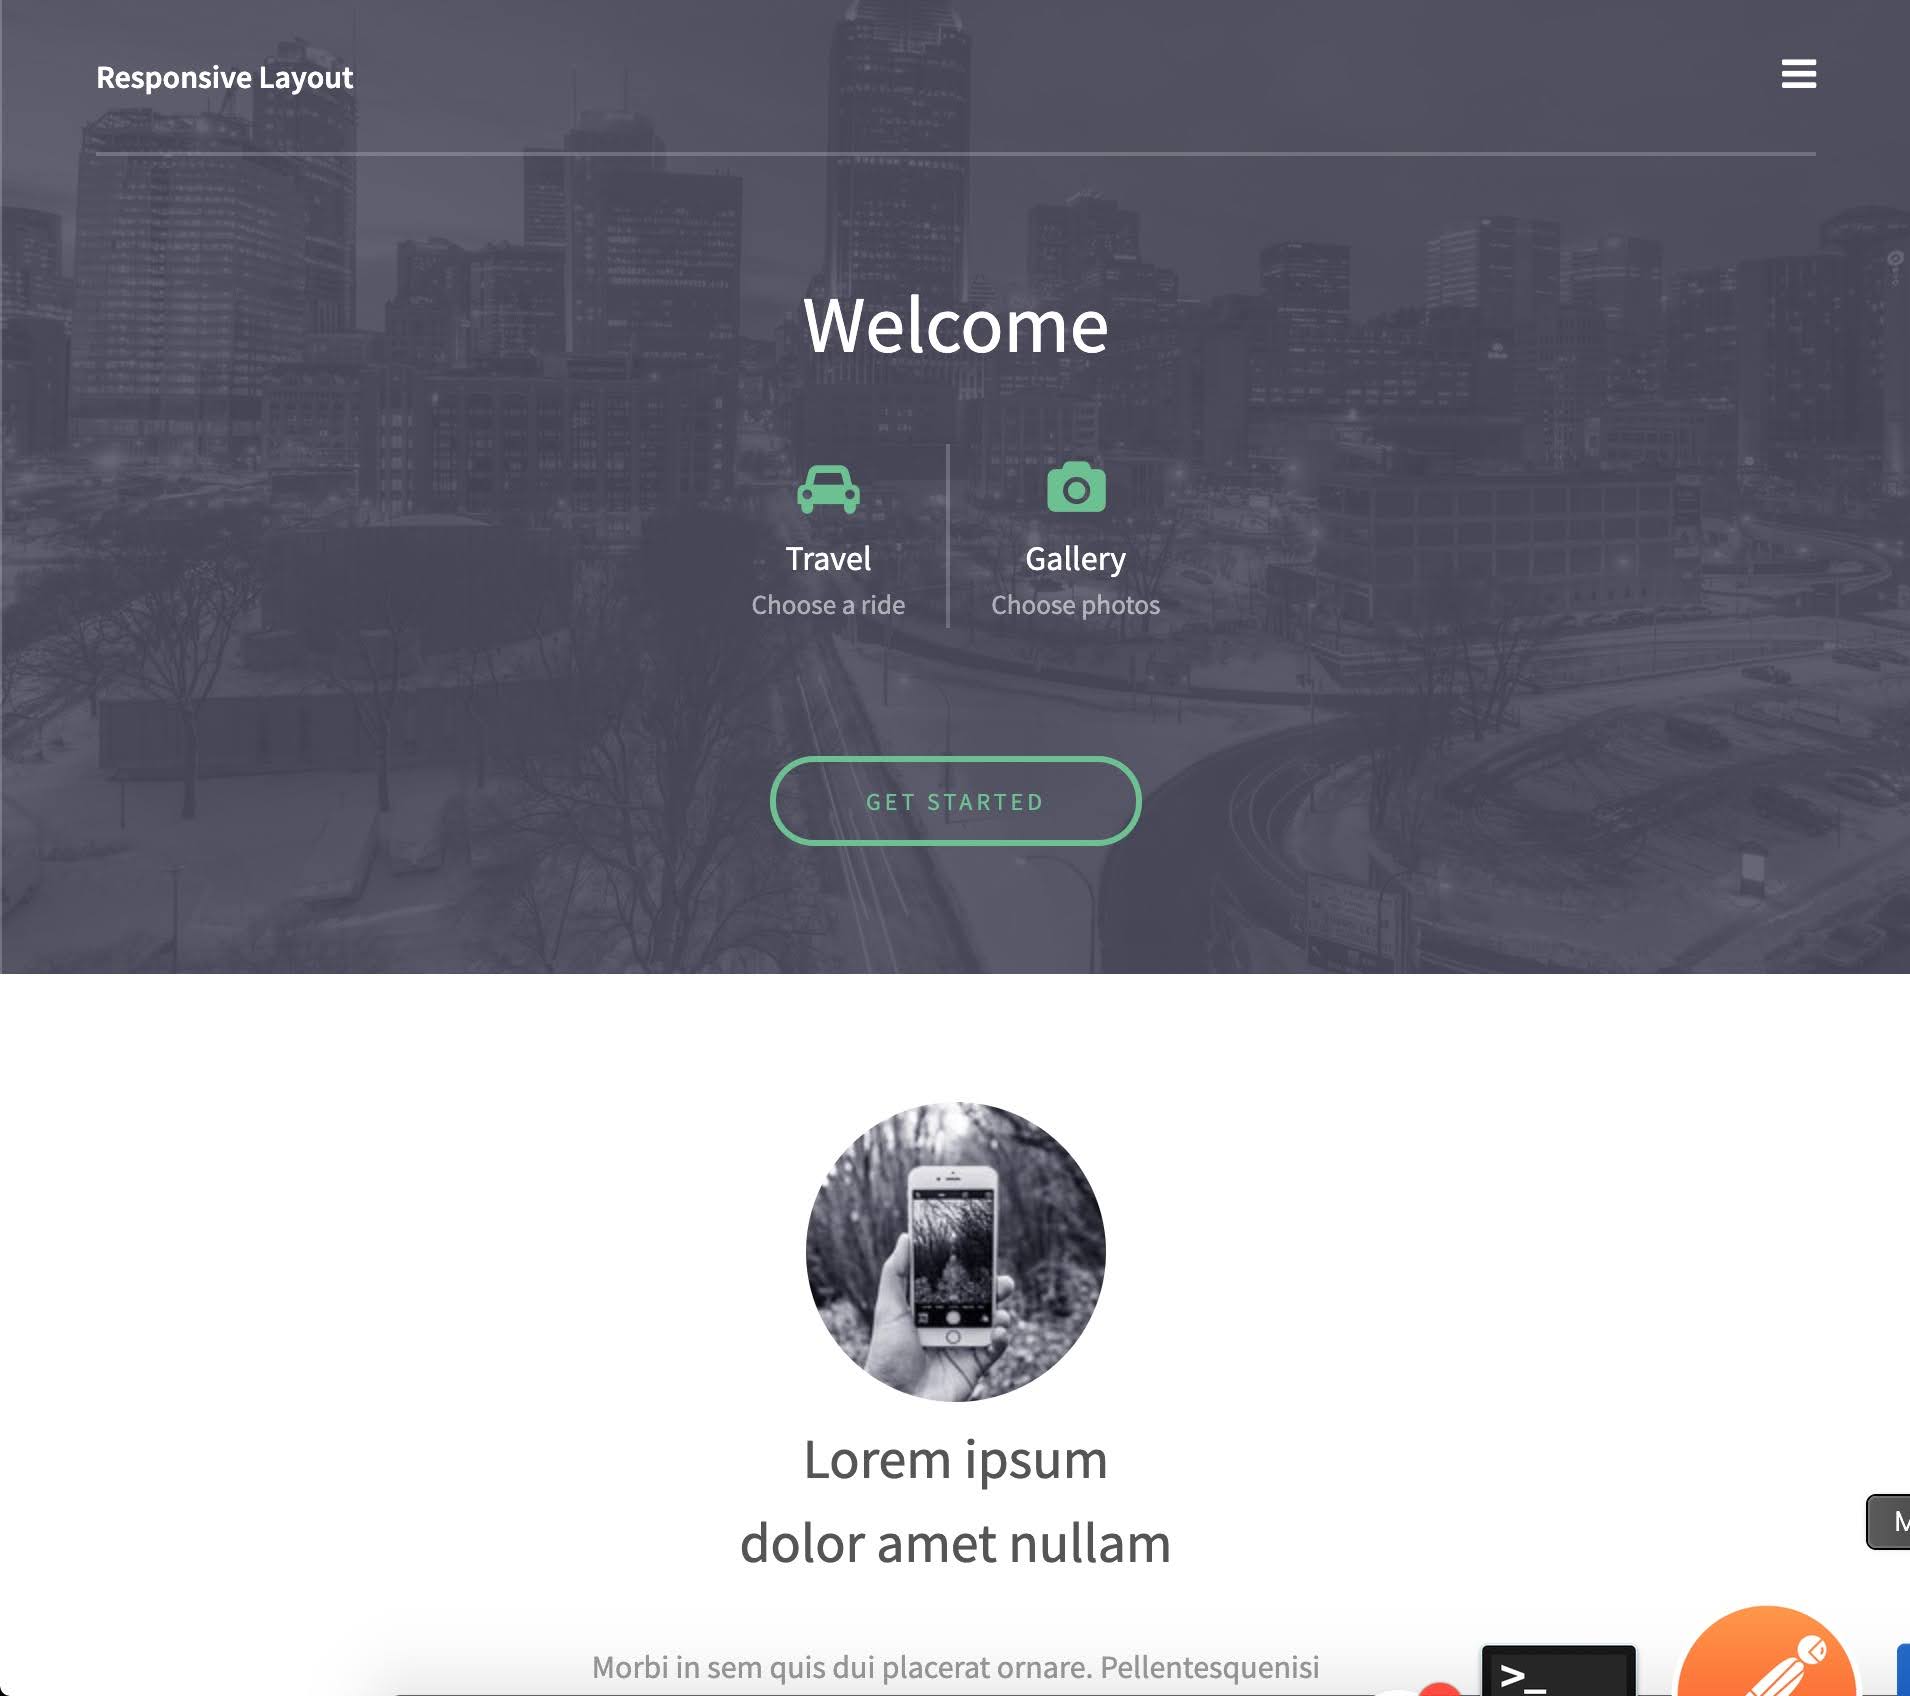 Responsive Layout
Welcome
Travel
Choose a ride
Gallery
Choose photos
GET STARTED
Lorem ipsum
dolor amet nullam
Morbi in sem quis dui placerat ornare. Pellentesquenisi
>_